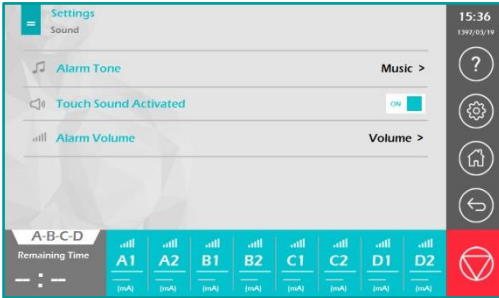 Settings
Sound
15:36
1397/03/19
Alarm Tone
Music >
?
Touch Sound Activated
ON
Alarm Volume
Volume >
A-B-C-D
Remaining Time
— : —
A1 A2 B1 B2 C1 C2 D1 D2
(mA) (mA) (mA) (mA) (mA) (mA) (mA) (mA)